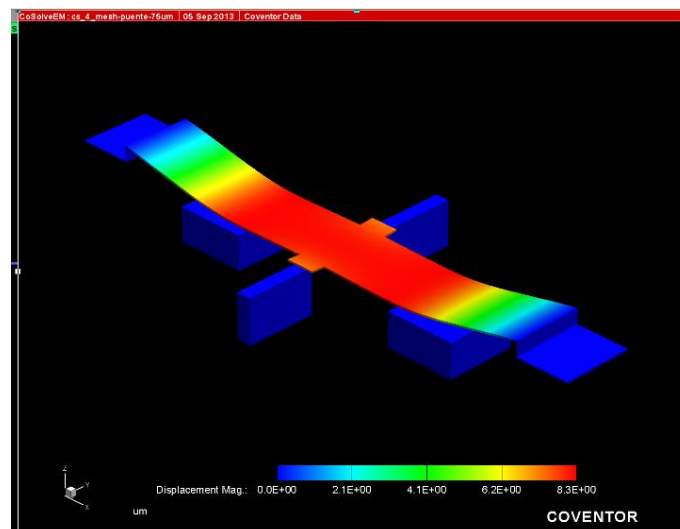 CoSolveEM: cs_4_mesh-puente-75um 05 Sep 2013 Coventor Data
S
Z
Y
X
Displacement Mag.: 0.0E+00 2.1E+00 4.1E+00 6.2E+00 8.3E+00
um
COVENTOR